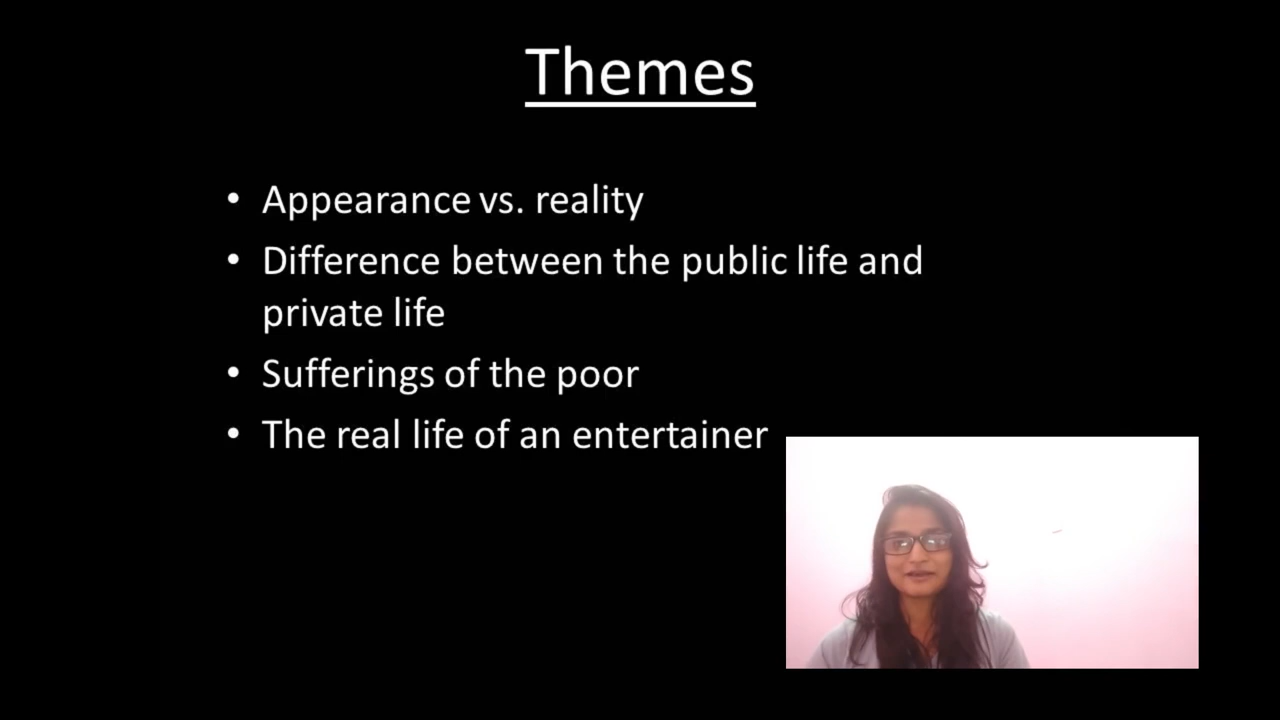 Themes
• Appearance vs. reality
• Difference between the public life and
private life
• Sufferings of the poor
• The real life of an entertainer